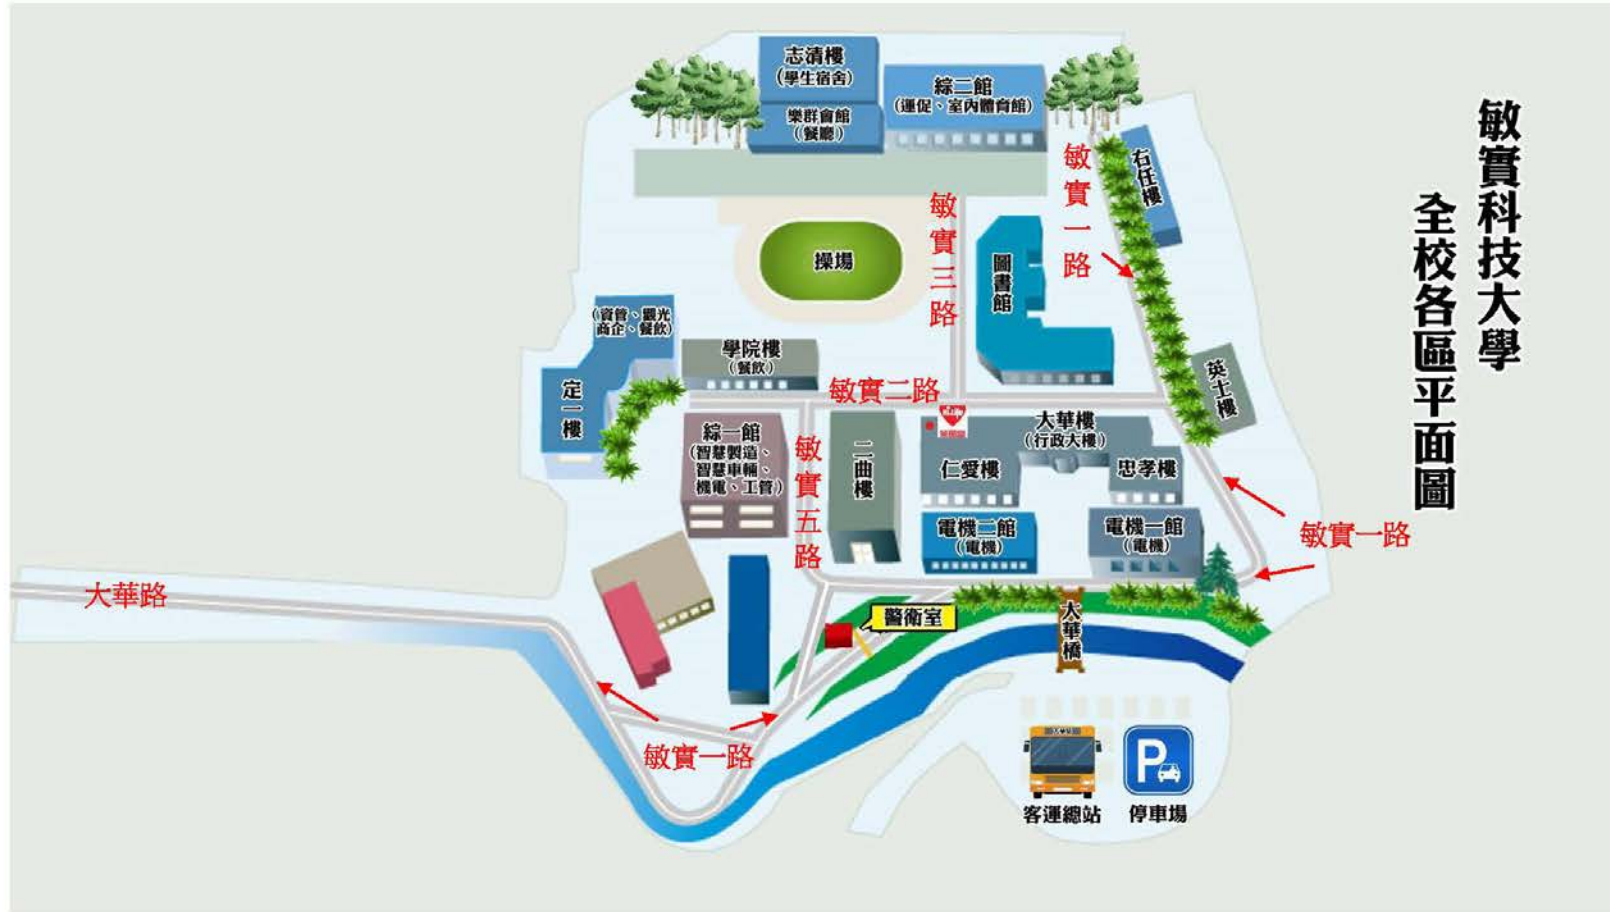 敏實科技大學
全校各區平面圖
志清樓
(學生宿舍)
樂群會館
(餐廳)
綜二館
(運促、室內體育館)
敏實一路
右任樓
敏實三路
操場
圖書館
(資管、觀光
商企、餐飲)
定一樓
學院樓
(餐飲)
敏實二路
英士樓
綜一館
(智慧製造、
智慧車輛、
機電、工管)
敏實五路
二曲樓
大華樓
(行政大樓)
仁愛樓
忠孝樓
電機二館
(電機)
電機一館
(電機)
敏實一路
大華路
警衛室
大華橋
敏實一路
客運總站
P
停車場